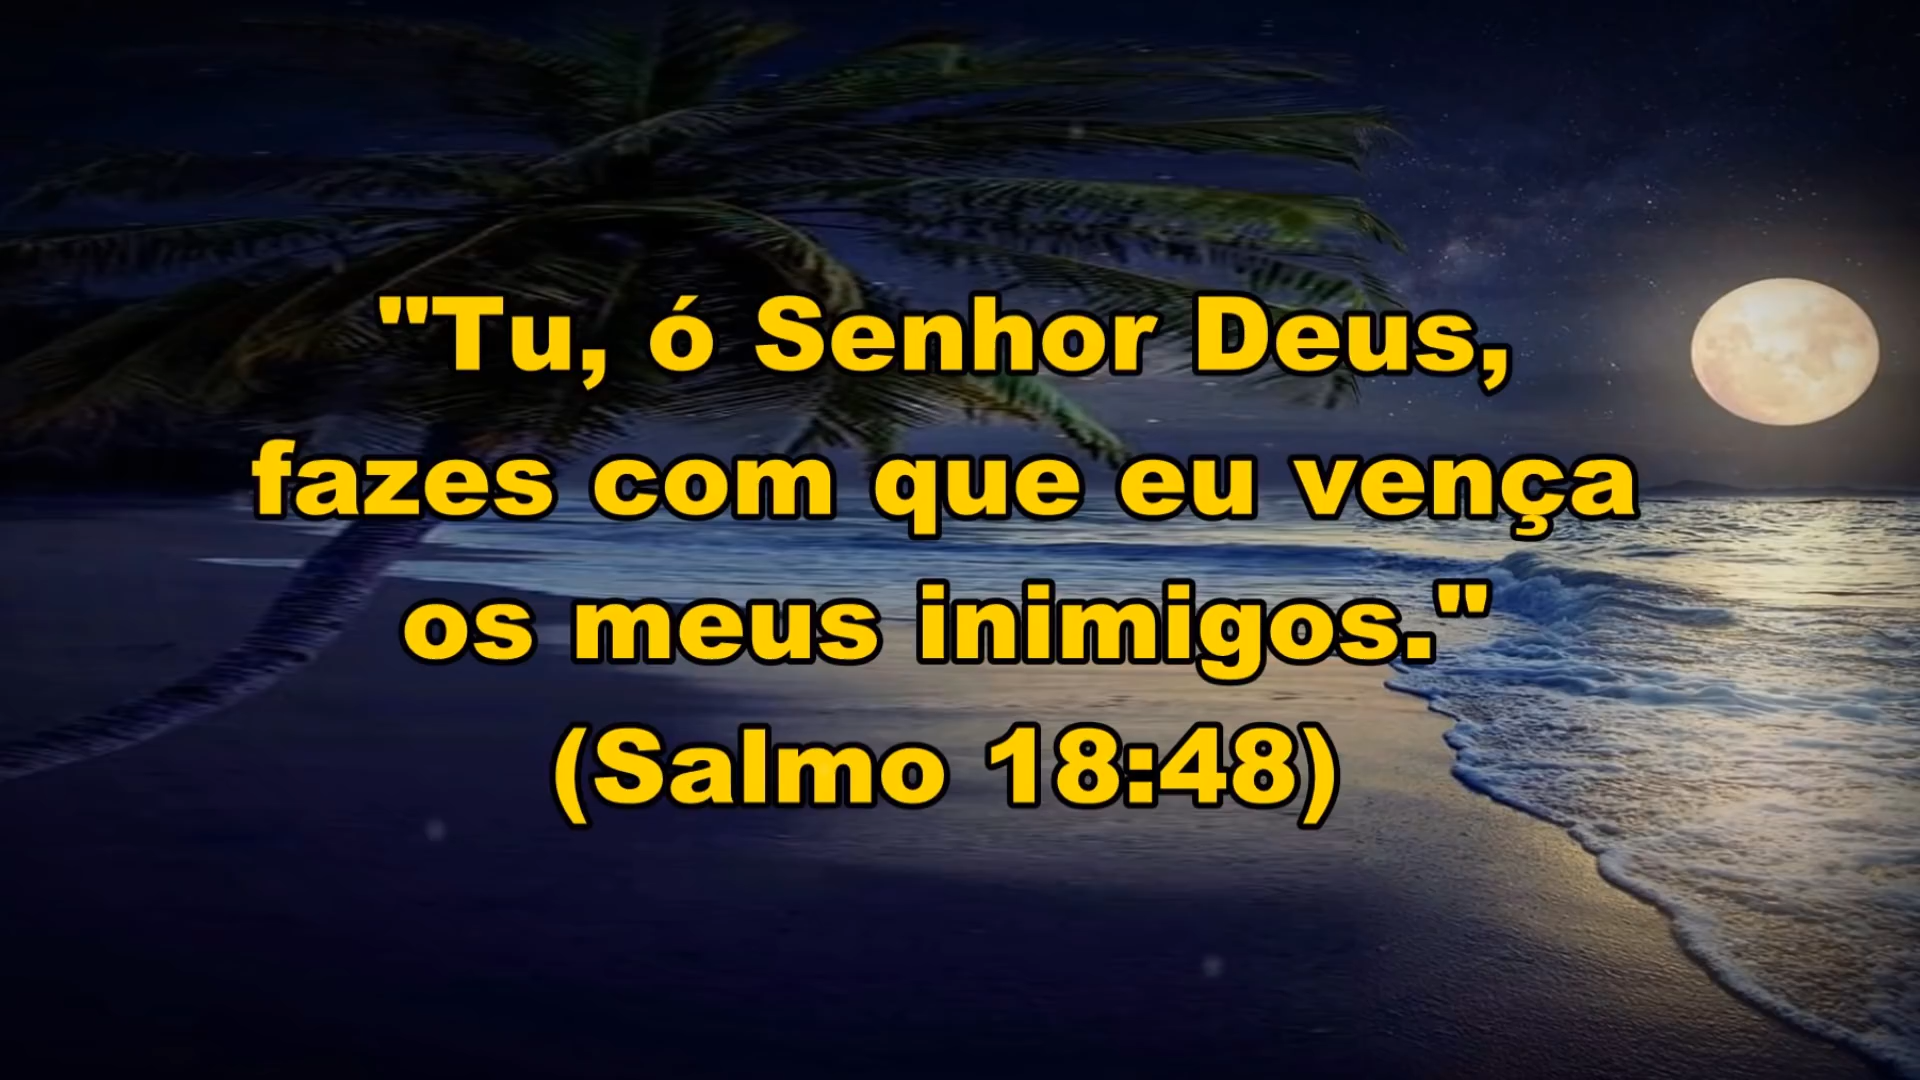 "Tu, ó Senhor Deus,
fazes com que eu vença
os meus inimigos."
(Salmo 18:48)